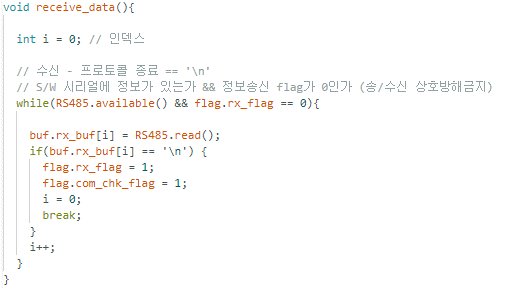 void receive_data(){
int i = 0; // 인덱스
// 수신 - 프로토콜 종료 == '\n'
// S/W 시리얼에 정보가 있는가 && 정보송신 flag가 0인가 (송/수신 상호방해금지)
while(RS485.available() && flag.rx_flag == 0){
buf.rx_buf[i] = RS485.read();
if(buf.rx_buf[i] == '\n') {
flag.rx_flag = 1;
flag.com_chk_flag = 1;
i = 0;
break;
}
i++;
}
}